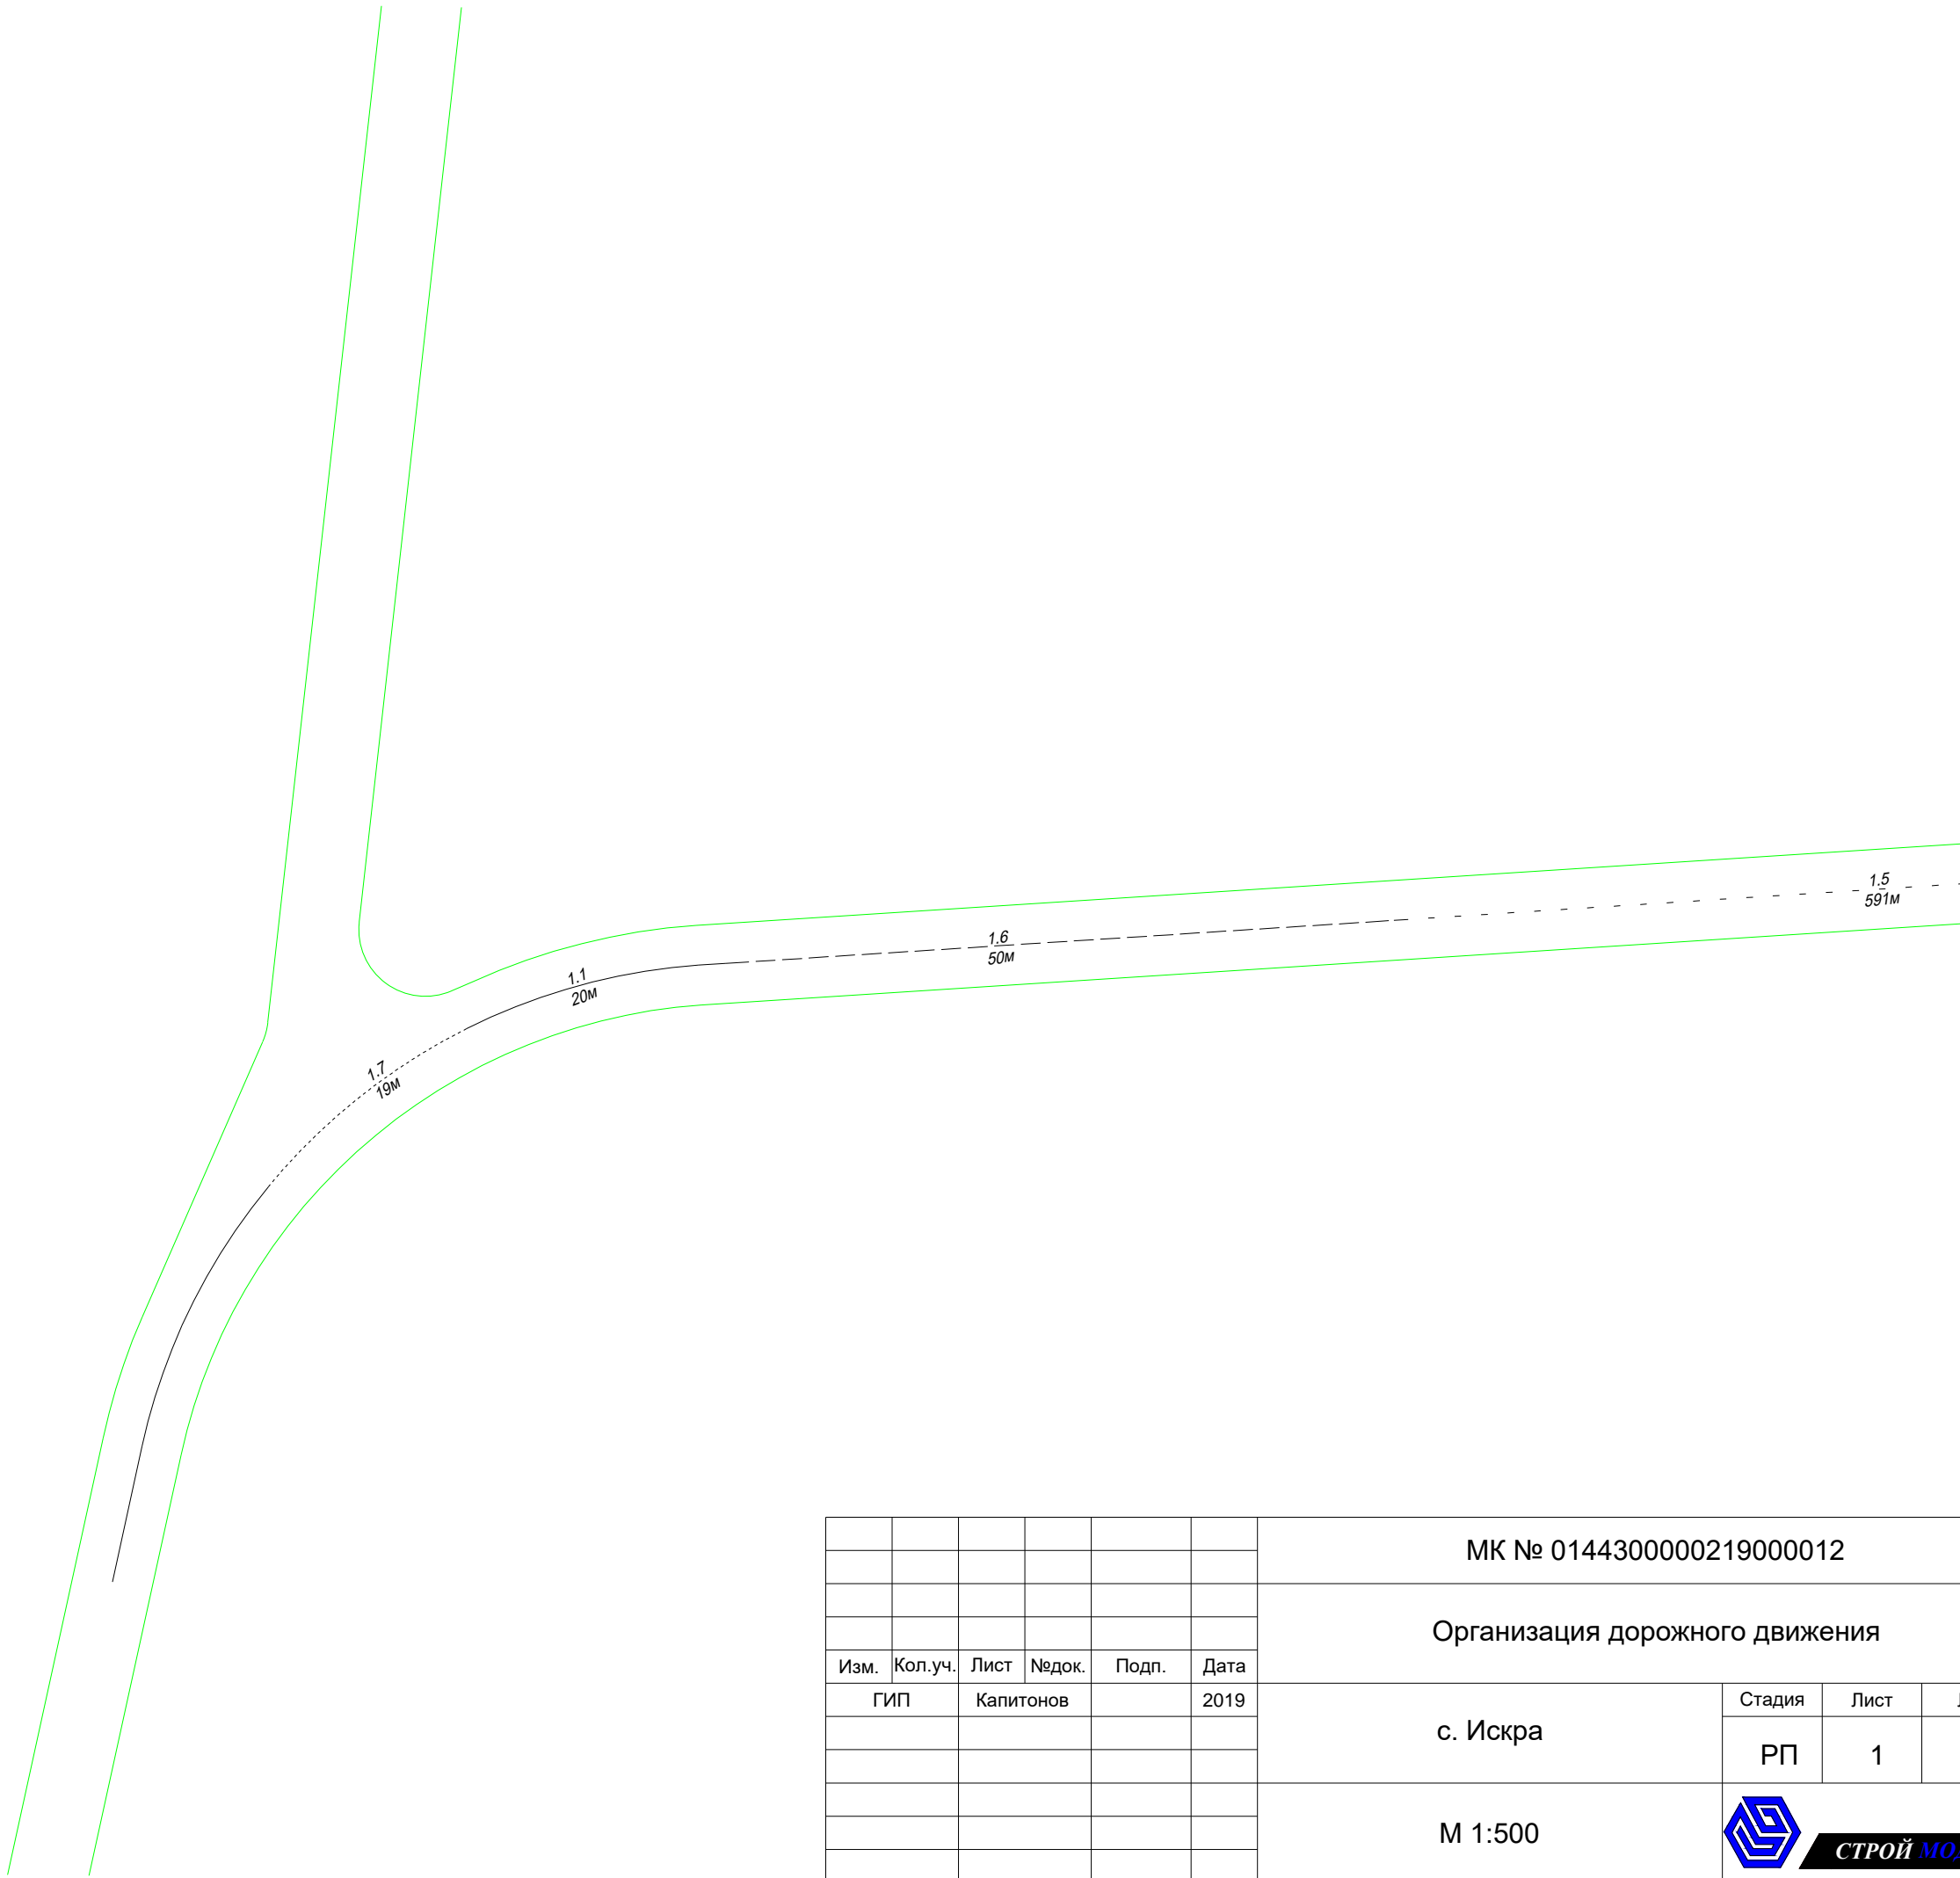 1.5
591м
1.6
50м
1.1
20м
1.7
19м
МК № 0144300000219000012
Организация дорожного движения
Изм. Кол.уч. Лист №док. Подп. Дата
ГИП Капитонов 2019
с. Искра
Стадия Лист
РП 1
М 1:500
СТРОЙ